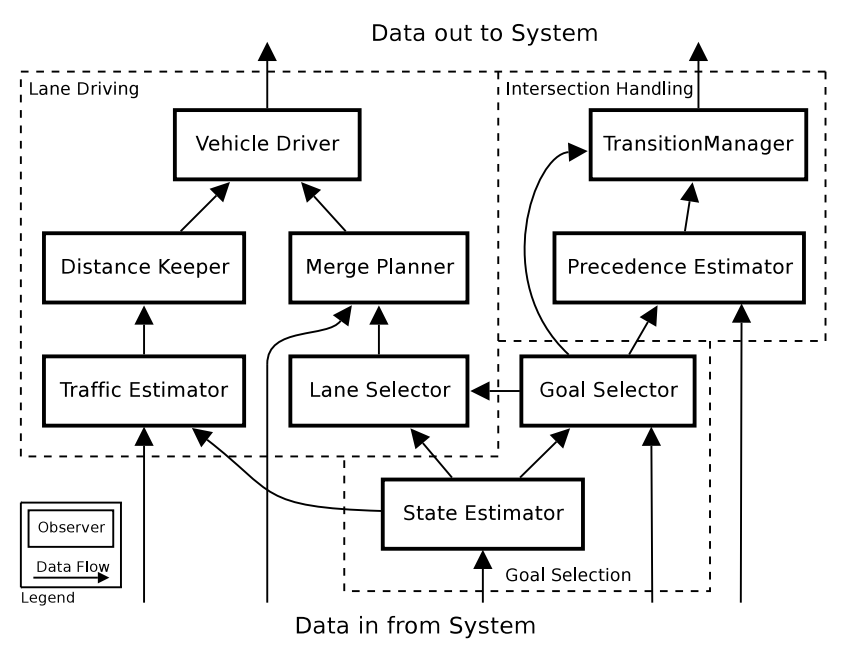 Data out to System
Lane Driving
Intersection Handling
Vehicle Driver
TransitionManager
Distance Keeper
Merge Planner
Precedence Estimator
Traffic Estimator
Lane Selector
Goal Selector
State Estimator
Observer
Data Flow
Legend
Goal Selection
Data in from System